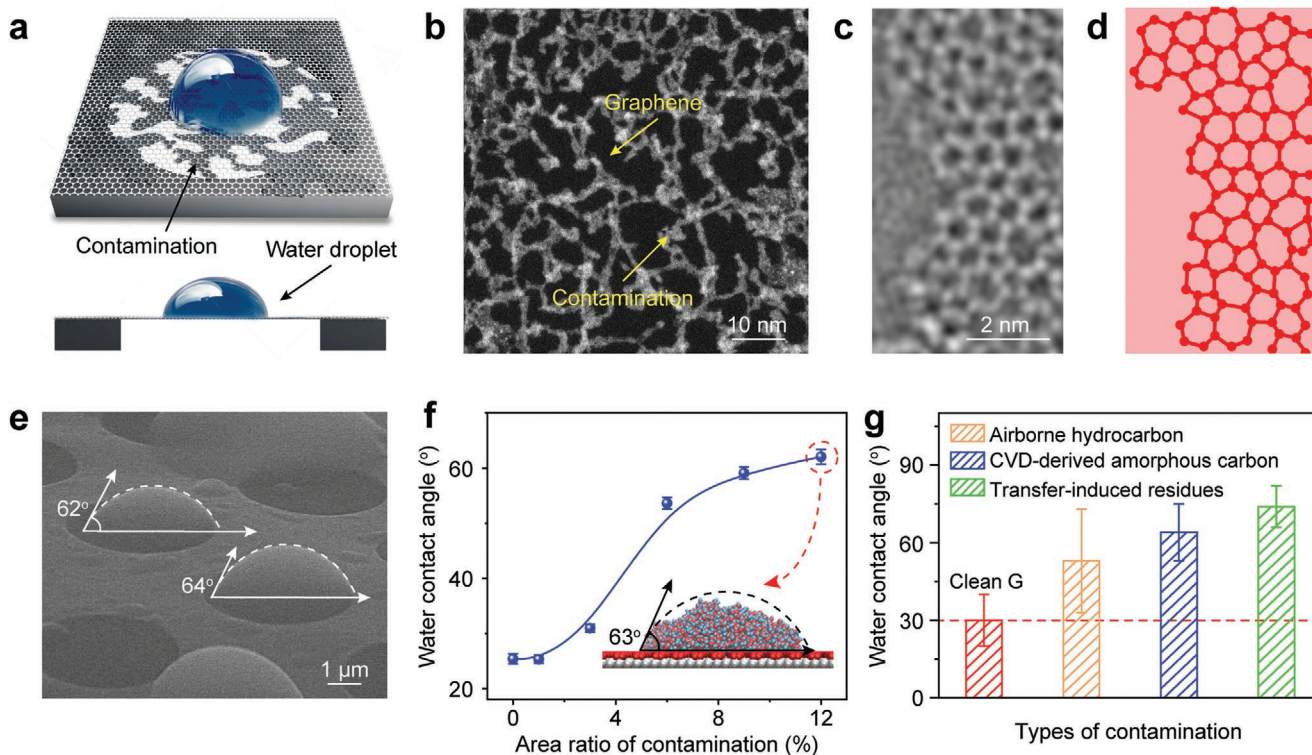 a
Contamination
Water droplet
b
Graphene
Contamination
10 nm
c
2 nm
d
e
62°
64°
1 μm
f
Water contact angle (°)
60
40
20
63°
0
4
8
12
Area ratio of contamination (%)
g
Water contact angle (°)
90
60
30
0
Airborne hydrocarbon
CVD-derived amorphous carbon
Transfer-induced residues
Clean G
Types of contamination